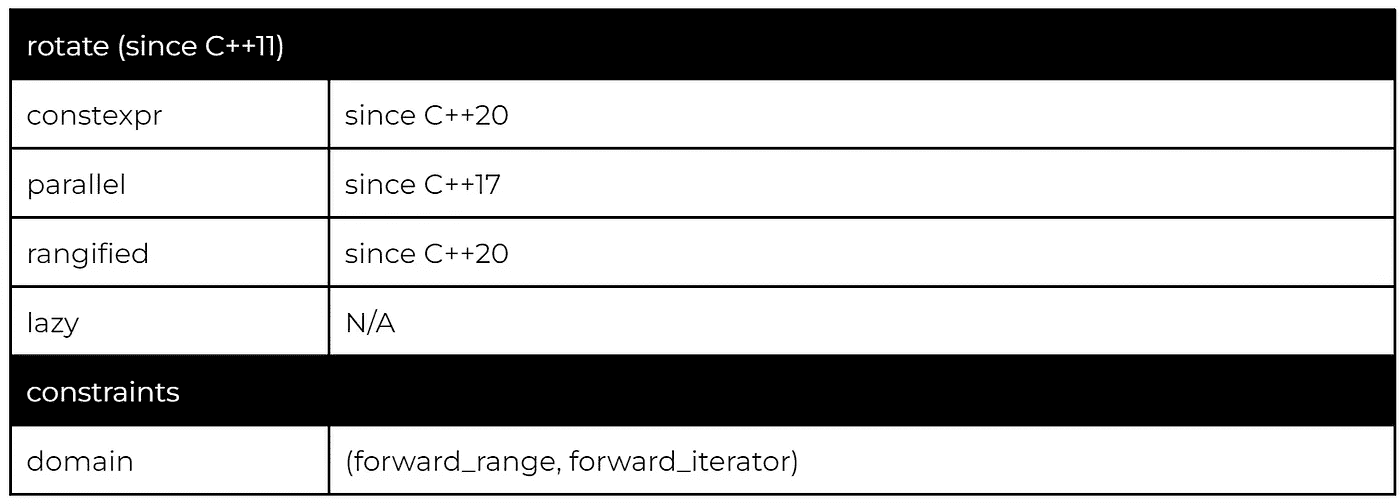 rotate (since C++11)
constexpr since C++20
parallel since C++17
rangified since C++20
lazy N/A
constraints
domain (forward_range, forward_iterator)